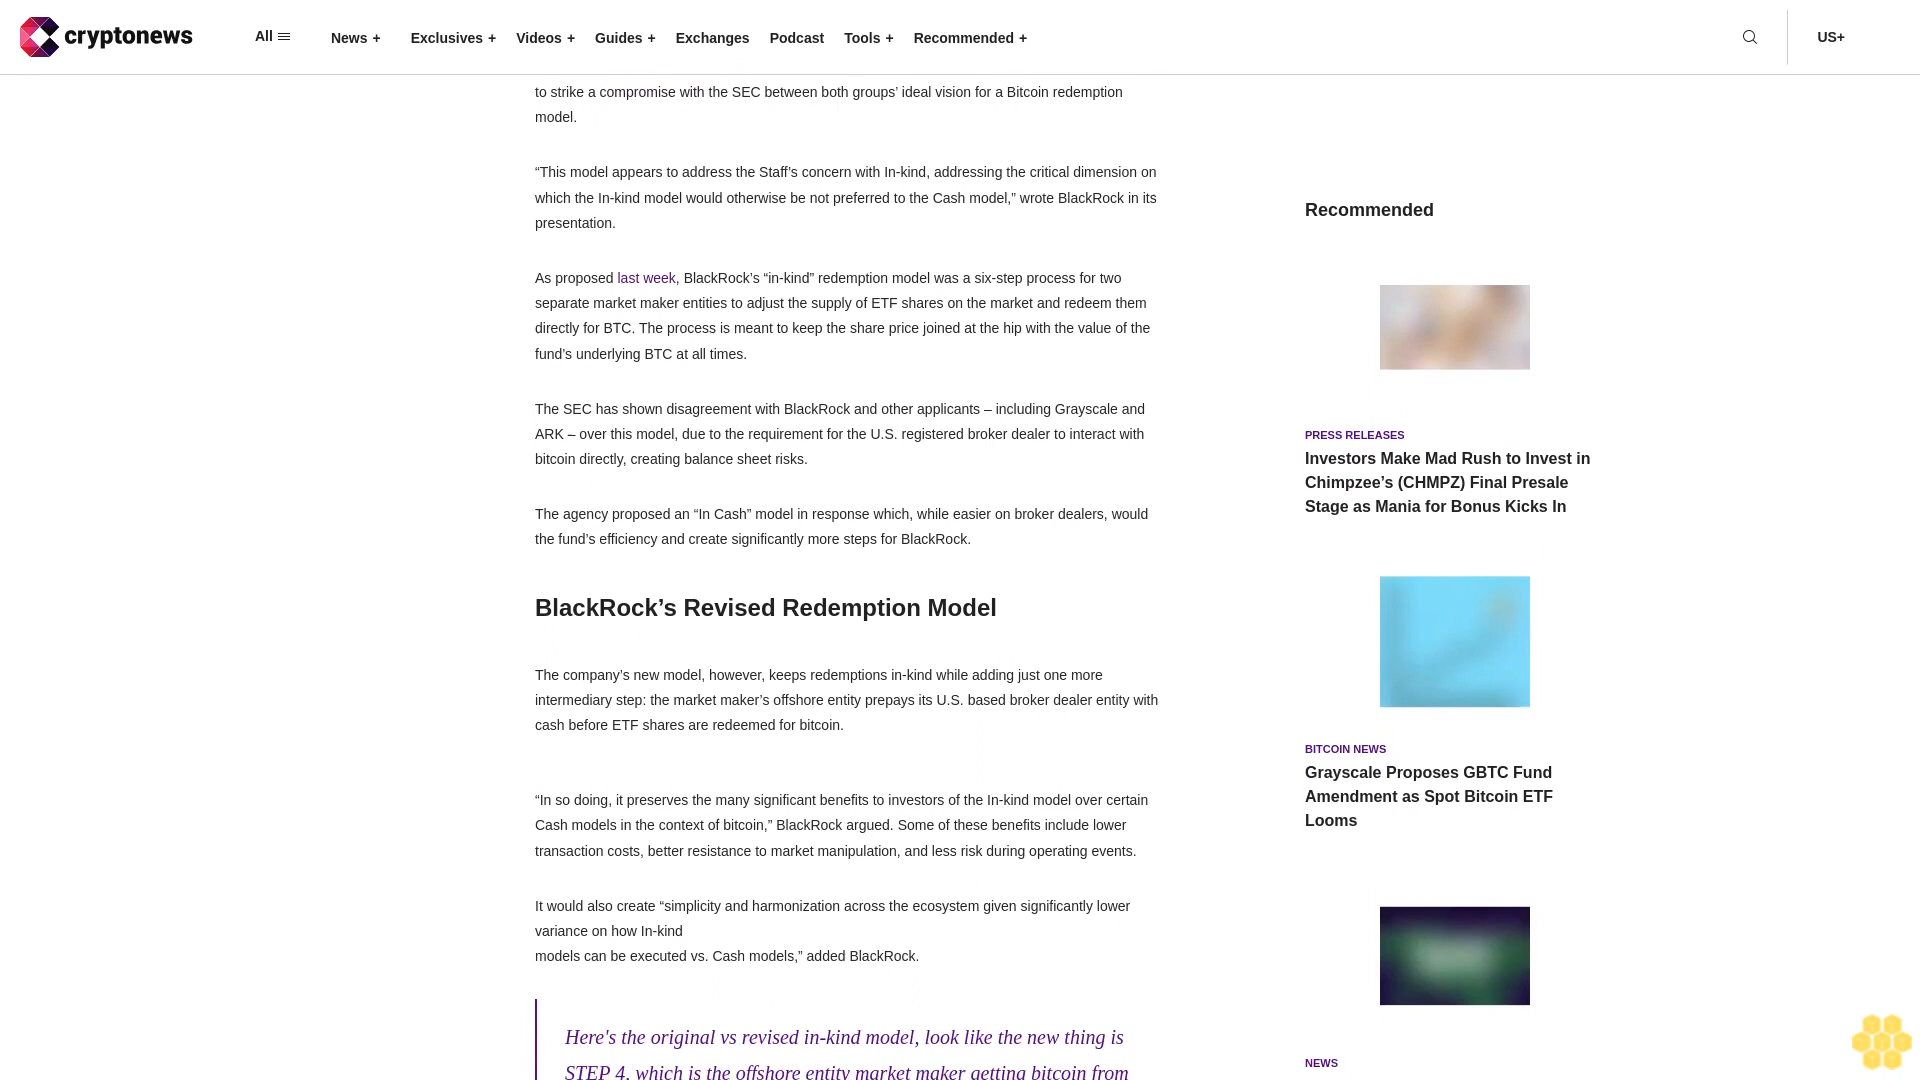 cryptonews
All
News +
Exclusives +
Videos +
Guides +
Exchanges
Podcast
Tools +
Recommended +
US+
to strike a compromise with the SEC between both groups’ ideal vision for a Bitcoin redemption
model.
“This model appears to address the Staff’s concern with In-kind, addressing the critical dimension on
which the In-kind model would otherwise be not preferred to the Cash model,” wrote BlackRock in its
presentation.
As proposed last week, BlackRock’s “in-kind” redemption model was a six-step process for two
separate market maker entities to adjust the supply of ETF shares on the market and redeem them
directly for BTC. The process is meant to keep the share price joined at the hip with the value of the
fund’s underlying BTC at all times.
The SEC has shown disagreement with BlackRock and other applicants – including Grayscale and
ARK – over this model, due to the requirement for the U.S. registered broker dealer to interact with
bitcoin directly, creating balance sheet risks.
The agency proposed an “In Cash” model in response which, while easier on broker dealers, would
the fund’s efficiency and create significantly more steps for BlackRock.
BlackRock’s Revised Redemption Model
The company’s new model, however, keeps redemptions in-kind while adding just one more
intermediary step: the market maker’s offshore entity prepays its U.S. based broker dealer entity with
cash before ETF shares are redeemed for bitcoin.
“In so doing, it preserves the many significant benefits to investors of the In-kind model over certain
Cash models in the context of bitcoin,” BlackRock argued. Some of these benefits include lower
transaction costs, better resistance to market manipulation, and less risk during operating events.
It would also create “simplicity and harmonization across the ecosystem given significantly lower
variance on how In-kind
models can be executed vs. Cash models,” added BlackRock.
Here's the original vs revised in-kind model, look like the new thing is
STEP 4, which is the offshore entity market maker getting bitcoin from
Recommended
PRESS RELEASES
Investors Make Mad Rush to Invest in
Chimpzee’s (CHMPZ) Final Presale
Stage as Mania for Bonus Kicks In
BITCOIN NEWS
Grayscale Proposes GBTC Fund
Amendment as Spot Bitcoin ETF
Looms
NEWS